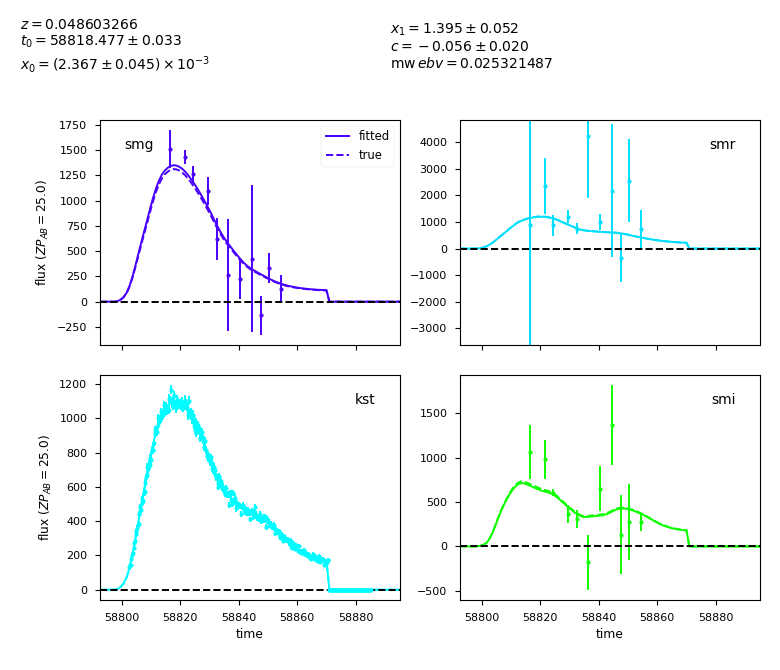 z = 0.048603266
t₀ = 58818.477 ± 0.033
x₀ = (2.367 ± 0.045) × 10⁻³
x₁ = 1.395 ± 0.052
c = −0.056 ± 0.020
mw ebv = 0.025321487
smg
fitted
true
flux (ZP_AB = 25.0)
1750
1500
1250
1000
750
500
250
0
−250
smr
4000
3000
2000
1000
0
−1000
−2000
−3000
kst
flux (ZP_AB = 25.0)
1200
1000
800
600
400
200
0
58800 58820 58840 58860 58880
time
smi
1500
1000
500
0
−500
58800 58820 58840 58860 58880
time